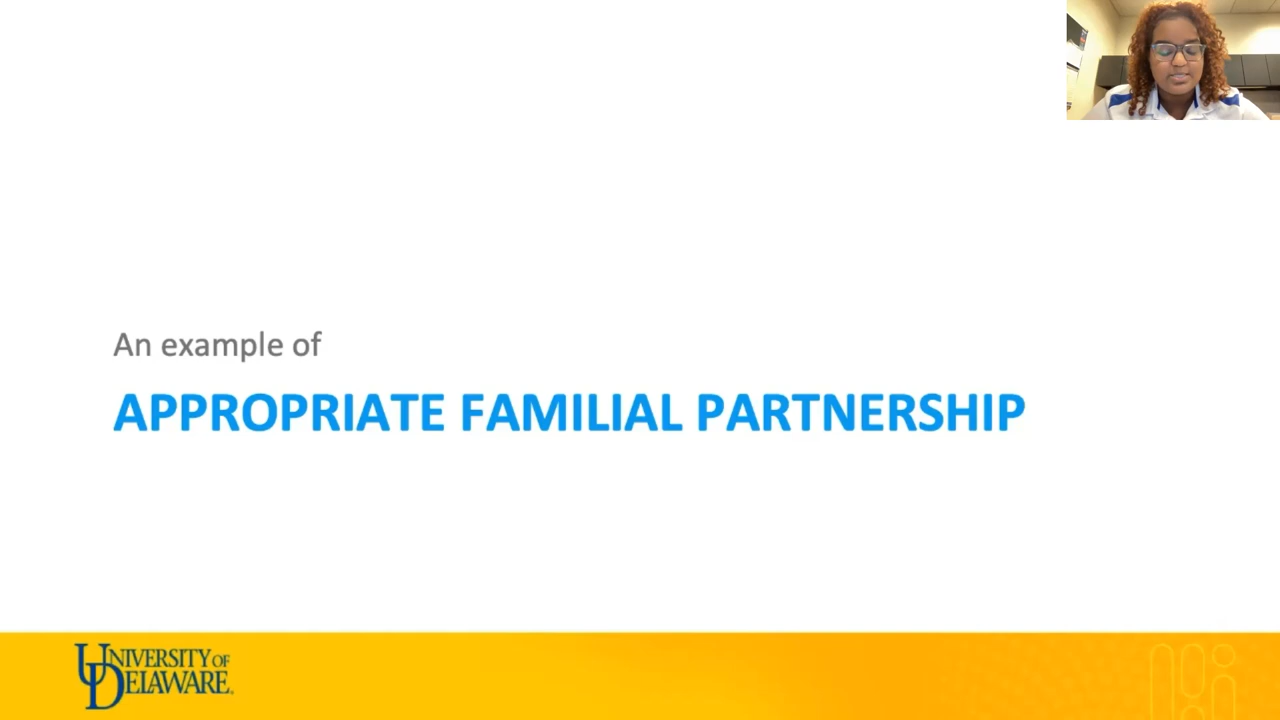 An example of
APPROPRIATE FAMILIAL PARTNERSHIP
UNIVERSITY OF
DELAWARE.